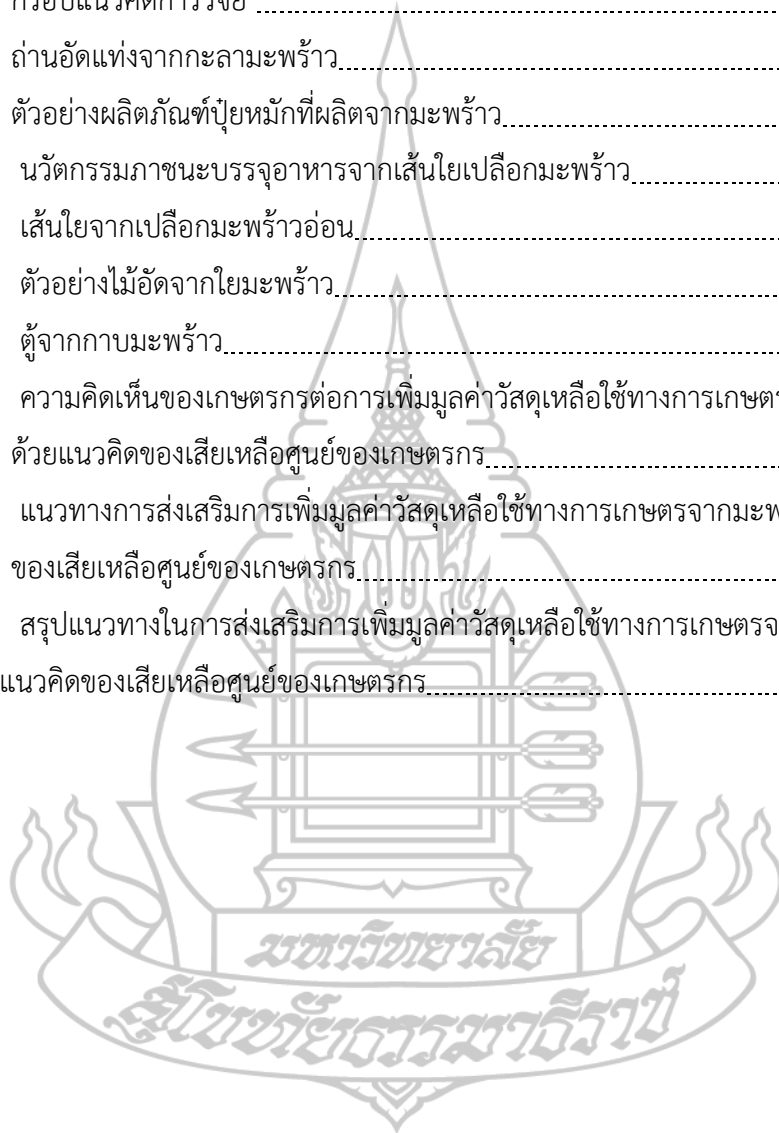 กรอบแนวคิดการวิจัย
ถ่านอัดแท่งจากกะลามะพร้าว
ตัวอย่างผลิตภัณฑ์ปุ๋ยหมักที่ผลิตจากมะพร้าว
นวัตกรรมภาชนะบรรจุอาหารจากเส้นใยเปลือกมะพร้าว
เส้นใยจากเปลือกมะพร้าวอ่อน
ตัวอย่างไม้อัดจากใยมะพร้าว
ตู้จากกาบมะพร้าว
ความคิดเห็นของเกษตรกรต่อการเพิ่มมูลค่าวัสดุเหลือใช้ทางการเกษตร
ด้วยแนวคิดของเสียเหลือศูนย์ของเกษตรกร
แนวทางการส่งเสริมการเพิ่มมูลค่าวัสดุเหลือใช้ทางการเกษตรจากมะพ
ของเสียเหลือศูนย์ของเกษตรกร
สรุปแนวทางในการส่งเสริมการเพิ่มมูลค่าวัสดุเหลือใช้ทางการเกษตรจ
แนวคิดของเสียเหลือศูนย์ของเกษตรกร
มหาวิทยาลัย
สุโขทัยธรรมาธิราช